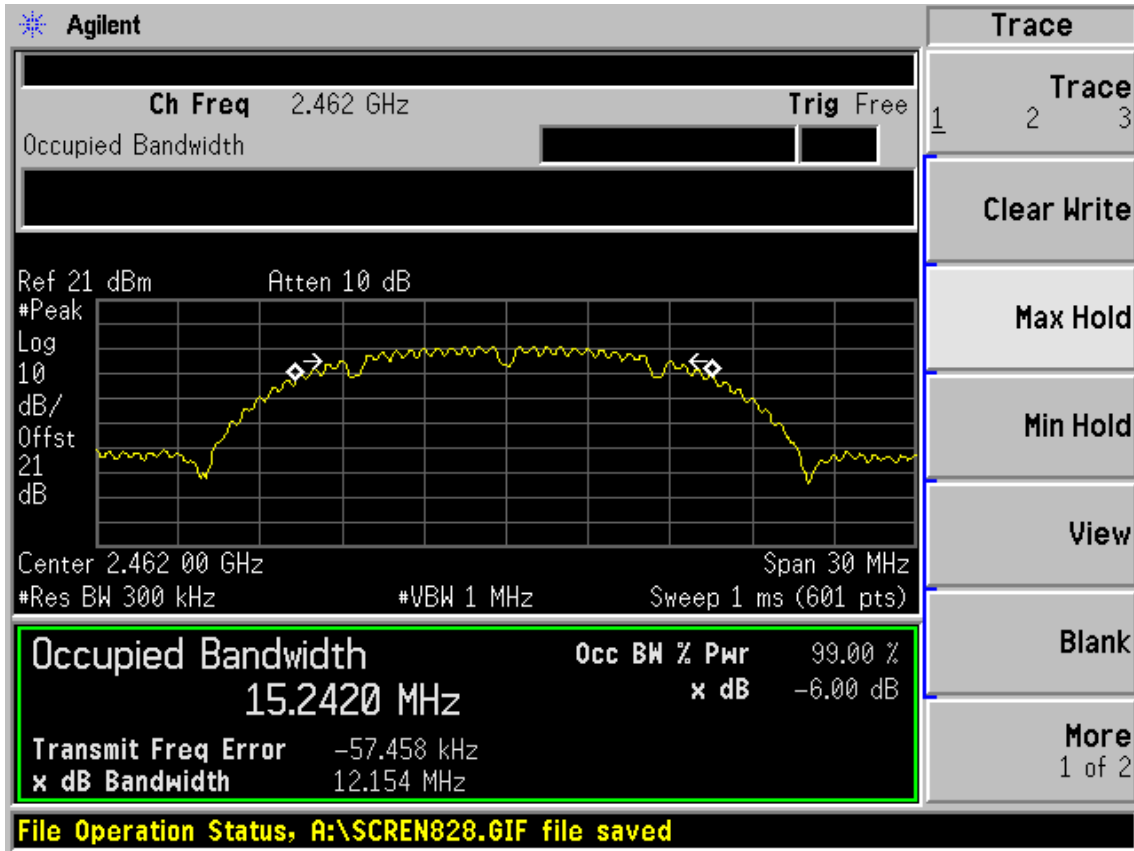 Agilent
Trace
Ch Freq 2.462 GHz Trig Free
Occupied Bandwidth
Trace
1 2 3
Clear Write
Max Hold
Min Hold
View
Blank
More
1 of 2
Ref 21 dBm Atten 10 dB
#Peak
Log
10
dB/
Offst
21
dB
Center 2.462 00 GHz Span 30 MHz
#Res BW 300 kHz #VBW 1 MHz Sweep 1 ms (601 pts)
Occupied Bandwidth Occ BW % Pwr 99.00 %
15.2420 MHz x dB -6.00 dB
Transmit Freq Error -57.458 kHz
x dB Bandwidth 12.154 MHz
File Operation Status, A:\SCREN828.GIF file saved